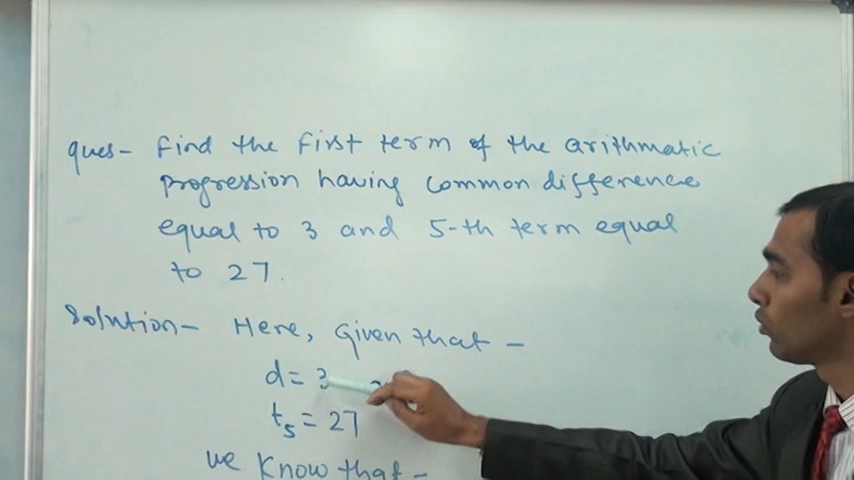 ques- Find the First term of the arithmatic
progression having common difference
equal to 3 and 5-th term equal
to 27.
Solution- Here, Given that -
d = 3
t5 = 27
we know that -